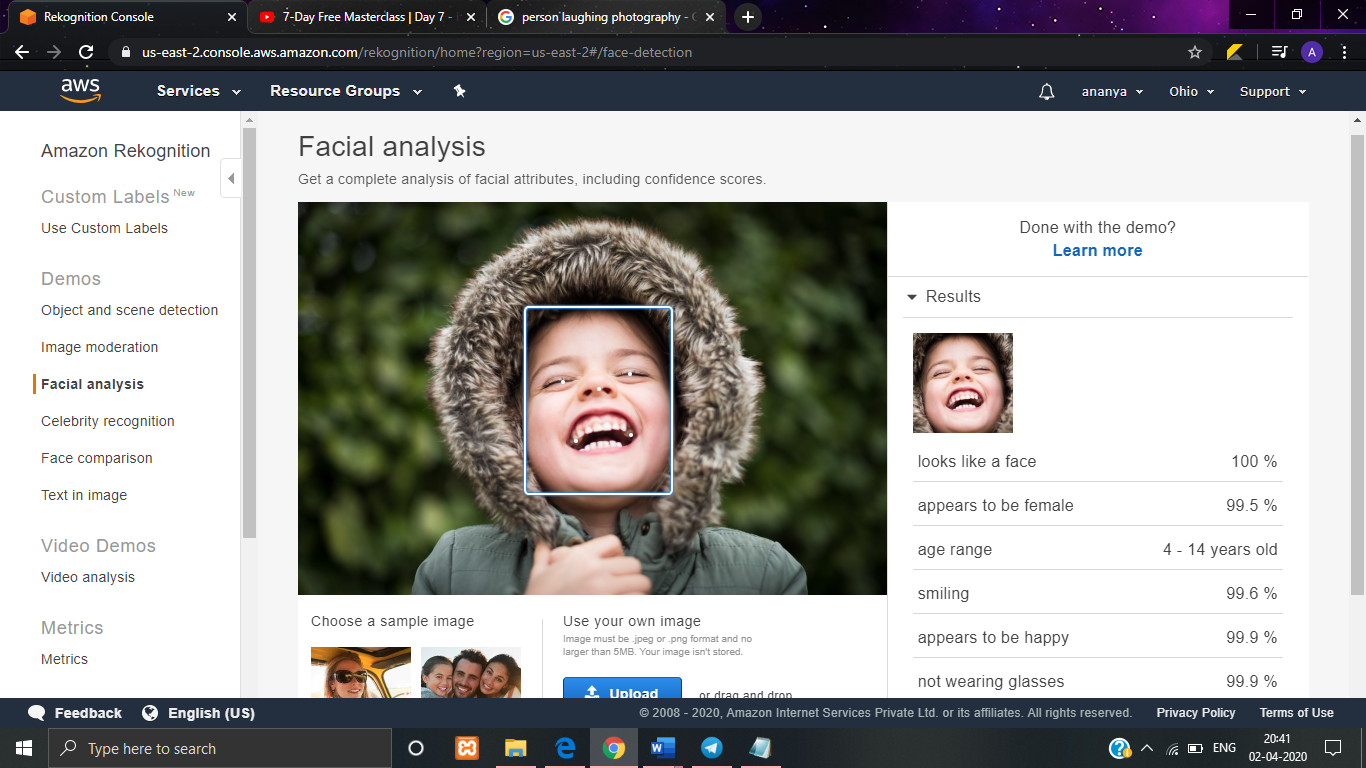 Rekognition Console
7-Day Free Masterclass | Day 7 -
person laughing photography -
us-east-2.console.aws.amazon.com/rekognition/home?region=us-east-2#/face-detection
A
aws
Services
Resource Groups
ananya
Ohio
Support
Amazon Rekognition
Custom Labels New
Use Custom Labels
Demos
Object and scene detection
Image moderation
Facial analysis
Celebrity recognition
Face comparison
Text in image
Video Demos
Video analysis
Metrics
Metrics
Facial analysis
Get a complete analysis of facial attributes, including confidence scores.
Choose a sample image
Use your own image
Image must be .jpeg or .png format and no
larger than 5MB. Your image isn't stored.
Upload
or drag and drop
Done with the demo?
Learn more
Results
looks like a face 100 %
appears to be female 99.5 %
age range 4 - 14 years old
smiling 99.6 %
appears to be happy 99.9 %
not wearing glasses 99.9 %
Feedback
English (US)
© 2008 - 2020, Amazon Internet Services Private Ltd. or its affiliates. All rights reserved.
Privacy Policy
Terms of Use
Type here to search
ENG
20:41
02-04-2020